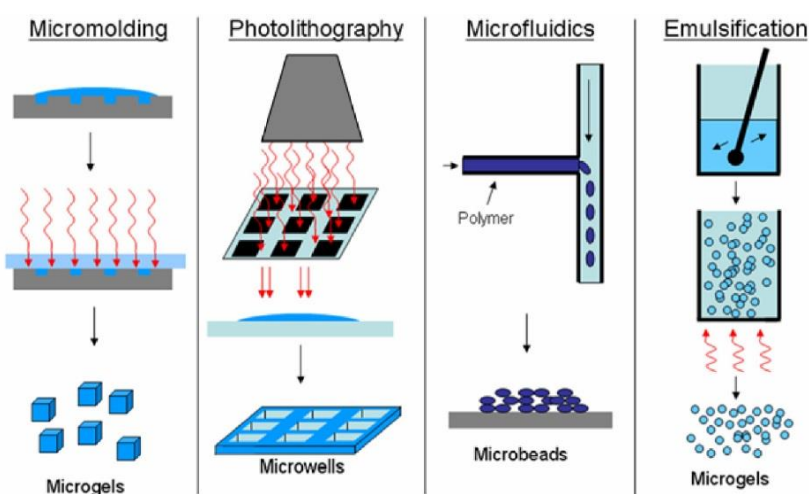 Micromolding
Photolithography
Microfluidics
Emulsification
Polymer
Microgels
Microwells
Microbeads
Microgels